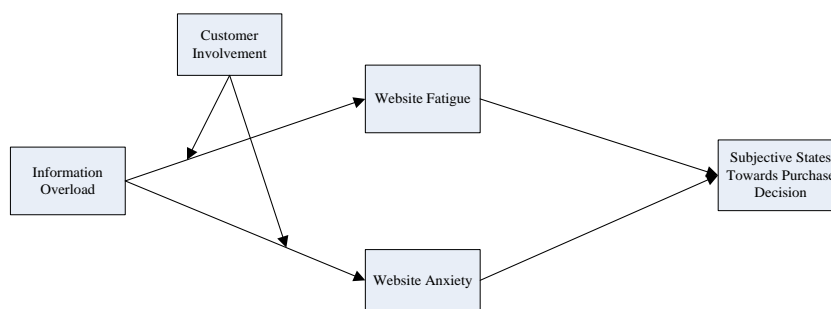 Customer
Involvement
Website Fatigue
Information
Overload
Subjective States
Towards Purchase
Decision
Website Anxiety